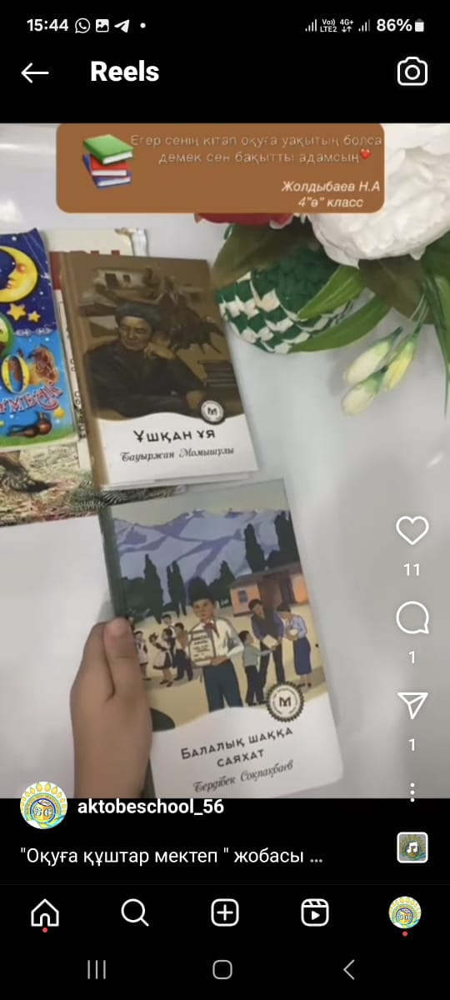 15:44
Vo)) 4G+
LTE2
86%
Reels
Егер сенің кітап оқуға уақытың болса
демек сен бақытты адамсың
Жолдыбаев Н.А
4"ә" класс
ҰШҚАН ҰЯ
Бауыржан Момышұлы
БАЛАЛЫҚ ШАҚҚА
САЯХАТ
Бердібек Соқпақбаев
11
1
1
aktobeschool_56
"Оқуға құштар мектеп " жобасы ...